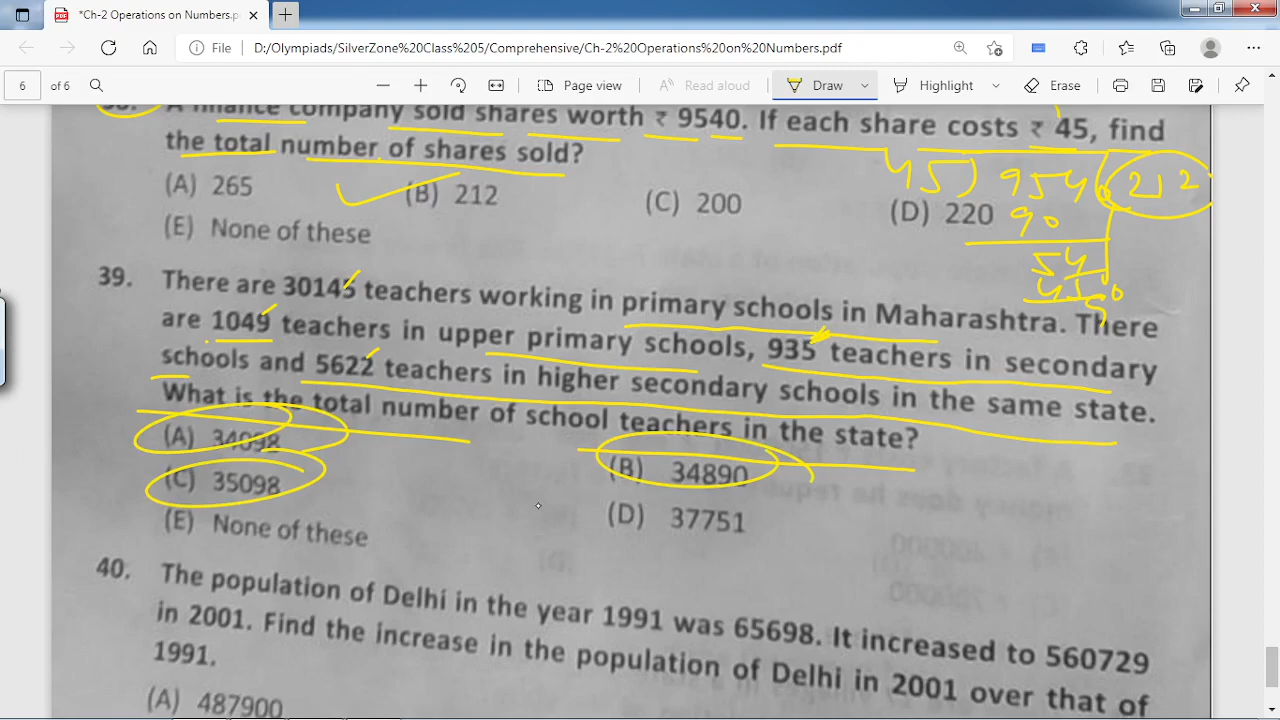 *Ch-2 Operations on Numbers.pdf
File D:/Olympiads/SilverZone%20Class%205/Comprehensive/Ch-2%20Operations%20on%20Numbers.pdf
6 of 6 Page view Read aloud Draw Highlight Erase
A finance company sold shares worth ₹ 9540. If each share costs ₹ 45, find
the total number of shares sold?
(A) 265 (B) 212 (C) 200 (D) 220
(E) None of these
45) 9540 (212
90
54
45
39. There are 30145 teachers working in primary schools in Maharashtra. There
are 1049 teachers in upper primary schools, 935 teachers in secondary
schools and 5622 teachers in higher secondary schools in the same state.
What is the total number of school teachers in the state?
(A) 34098 (B) 34890
(C) 35098 (D) 37751
(E) None of these
40. The population of Delhi in the year 1991 was 65698. It increased to 560729
in 2001. Find the increase in the population of Delhi in 2001 over that of
1991.
(A) 487900